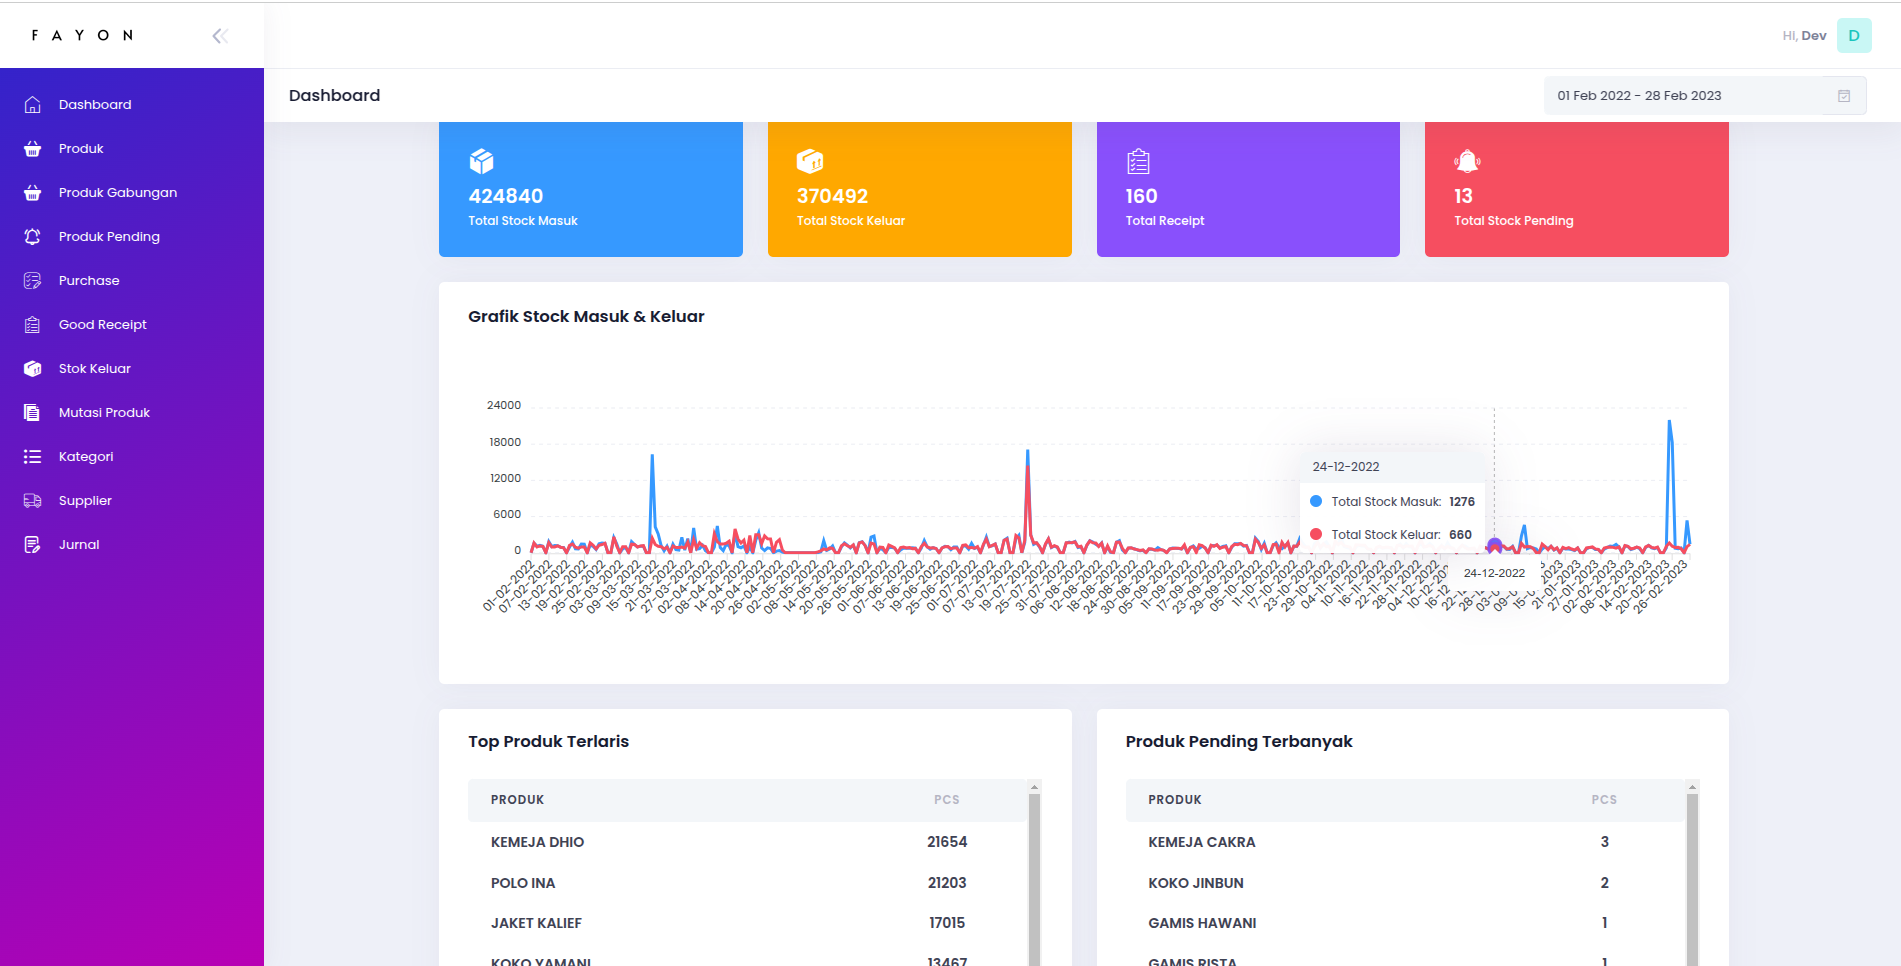 FAYON
Hi, Dev
D
Dashboard
Produk
Produk Gabungan
Produk Pending
Purchase
Good Receipt
Stok Keluar
Mutasi Produk
Kategori
Supplier
Jurnal
Dashboard
01 Feb 2022 - 28 Feb 2023
424840
Total Stock Masuk
370492
Total Stock Keluar
160
Total Receipt
13
Total Stock Pending
Grafik Stock Masuk & Keluar
24000
18000
12000
6000
0
24-12-2022
Total Stock Masuk: 1276
Total Stock Keluar: 660
24-12-2022
01-02-2022
07-02-2022
13-02-2022
19-02-2022
25-02-2022
03-03-2022
09-03-2022
15-03-2022
21-03-2022
27-03-2022
02-04-2022
08-04-2022
14-04-2022
20-04-2022
26-04-2022
02-05-2022
08-05-2022
14-05-2022
20-05-2022
26-05-2022
01-06-2022
07-06-2022
13-06-2022
19-06-2022
25-06-2022
01-07-2022
07-07-2022
13-07-2022
19-07-2022
25-07-2022
31-07-2022
06-08-2022
12-08-2022
18-08-2022
24-08-2022
30-08-2022
05-09-2022
11-09-2022
17-09-2022
23-09-2022
29-09-2022
05-10-2022
11-10-2022
17-10-2022
23-10-2022
29-10-2022
04-11-2022
10-11-2022
16-11-2022
22-11-2022
28-11-2022
04-12-2022
10-12-202
16-12-
22-1
28-1
03-0
09-0
15-0
21-01-2023
27-01-2023
02-02-2023
08-02-2023
14-02-2023
20-02-2023
26-02-2023
Top Produk Terlaris
PRODUK PCS
KEMEJA DHIO 21654
POLO INA 21203
JAKET KALIEF 17015
KOKO YAMANI 13467
Produk Pending Terbanyak
PRODUK PCS
KEMEJA CAKRA 3
KOKO JINBUN 2
GAMIS HAWANI 1
GAMIS RISTA 1